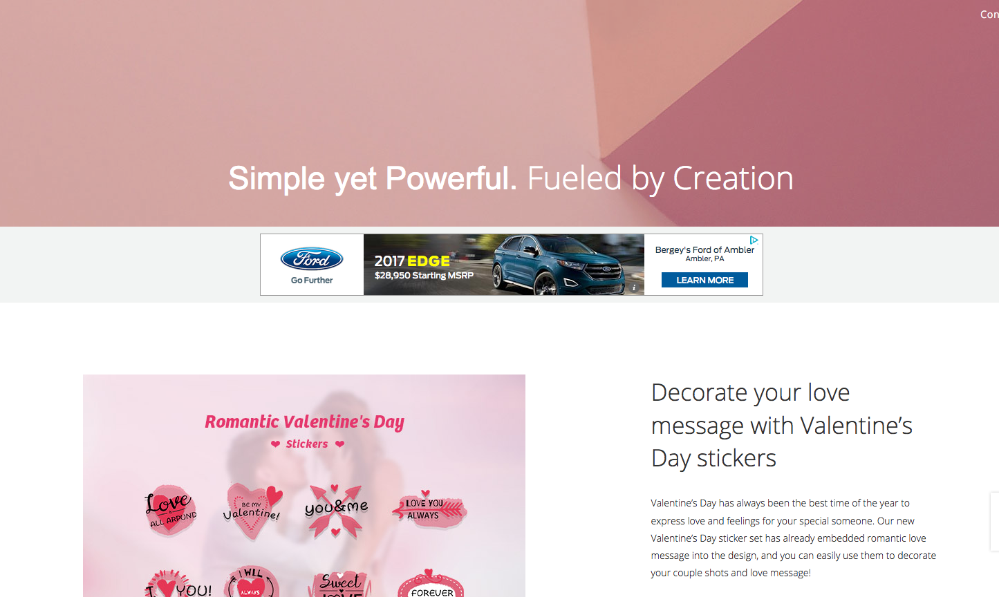 Con
Simple yet Powerful. Fueled by Creation
Ford
Go Further
2017 EDGE
$28,950 Starting MSRP
i
Bergey's Ford of Ambler
Ambler, PA
LEARN MORE
Romantic Valentine's Day
❤ Stickers ❤
Love
IS
ALL ARPUND
BE MY
Valentine!
you&me
LOVE YOU
ALWAYS
I YOU!
I WILL
ALWAYS
Sweet
LOVE
FOREVER
Decorate your love
message with Valentine’s
Day stickers
Valentine’s Day has always been the best time of the year to
express love and feelings for your special someone. Our new
Valentine’s Day sticker set has already embedded romantic love
message into the design, and you can easily use them to decorate
your couple shots and love message!